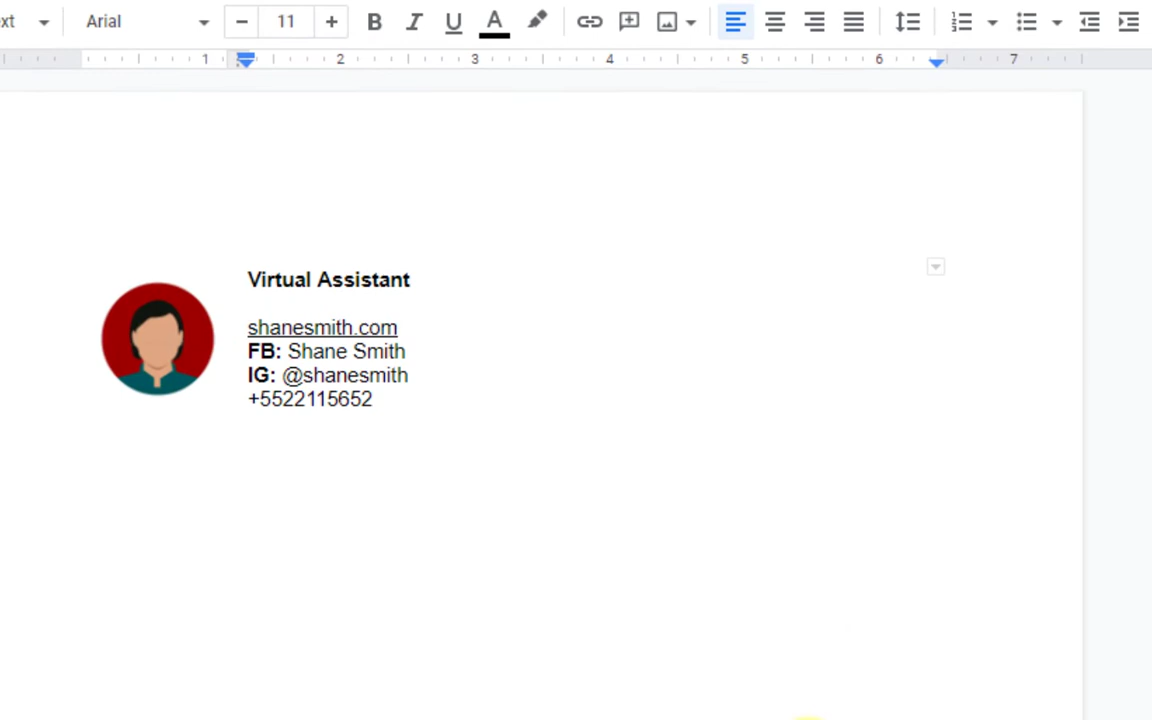 xt Arial − 11 + B I U A
1 2 3 4 5 6 7
Virtual Assistant
shanesmith.com
FB: Shane Smith
IG: @shanesmith
+5522115652